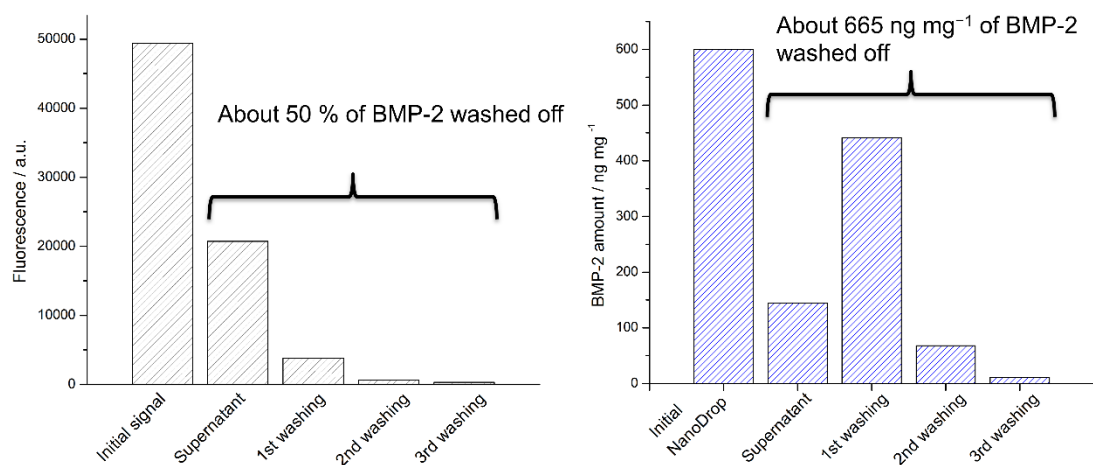 50000
40000
30000
20000
10000
0
Fluorescence / a.u.
About 50 % of BMP-2 washed off
Initial signal
Supernatant
1st washing
2nd washing
3rd washing
600
500
400
300
200
100
0
BMP-2 amount / ng mg⁻¹
About 665 ng mg⁻¹ of BMP-2
washed off
Initial
NanoDrop
Supernatant
1st washing
2nd washing
3rd washing